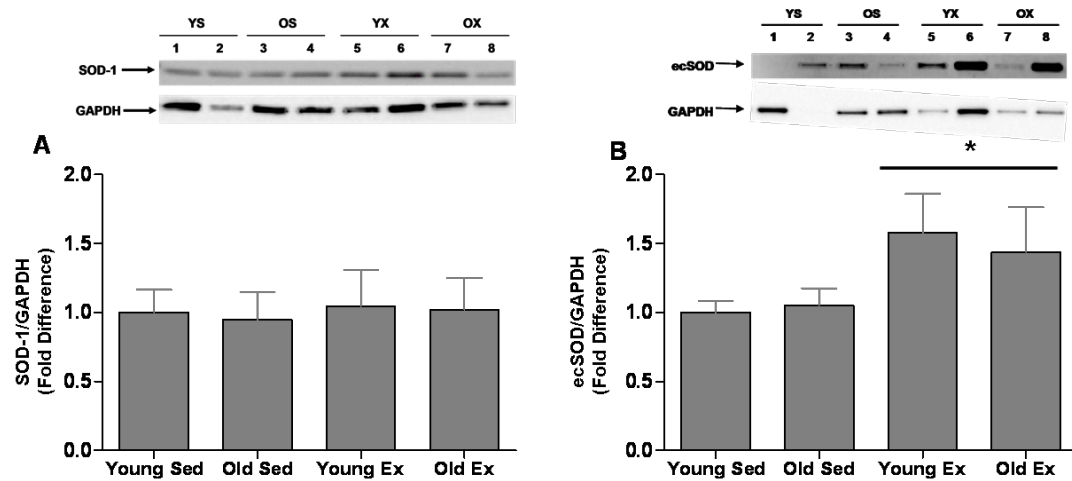 YS OS YX OX
1 2 3 4 5 6 7 8
SOD-1
GAPDH
A
2.0
1.5
1.0
0.5
0.0
SOD-1/GAPDH
(Fold Difference)
Young Sed Old Sed Young Ex Old Ex
YS OS YX OX
1 2 3 4 5 6 7 8
ecSOD
GAPDH
B
*
2.0
1.5
1.0
0.5
0.0
ecSOD/GAPDH
(Fold Difference)
Young Sed Old Sed Young Ex Old Ex